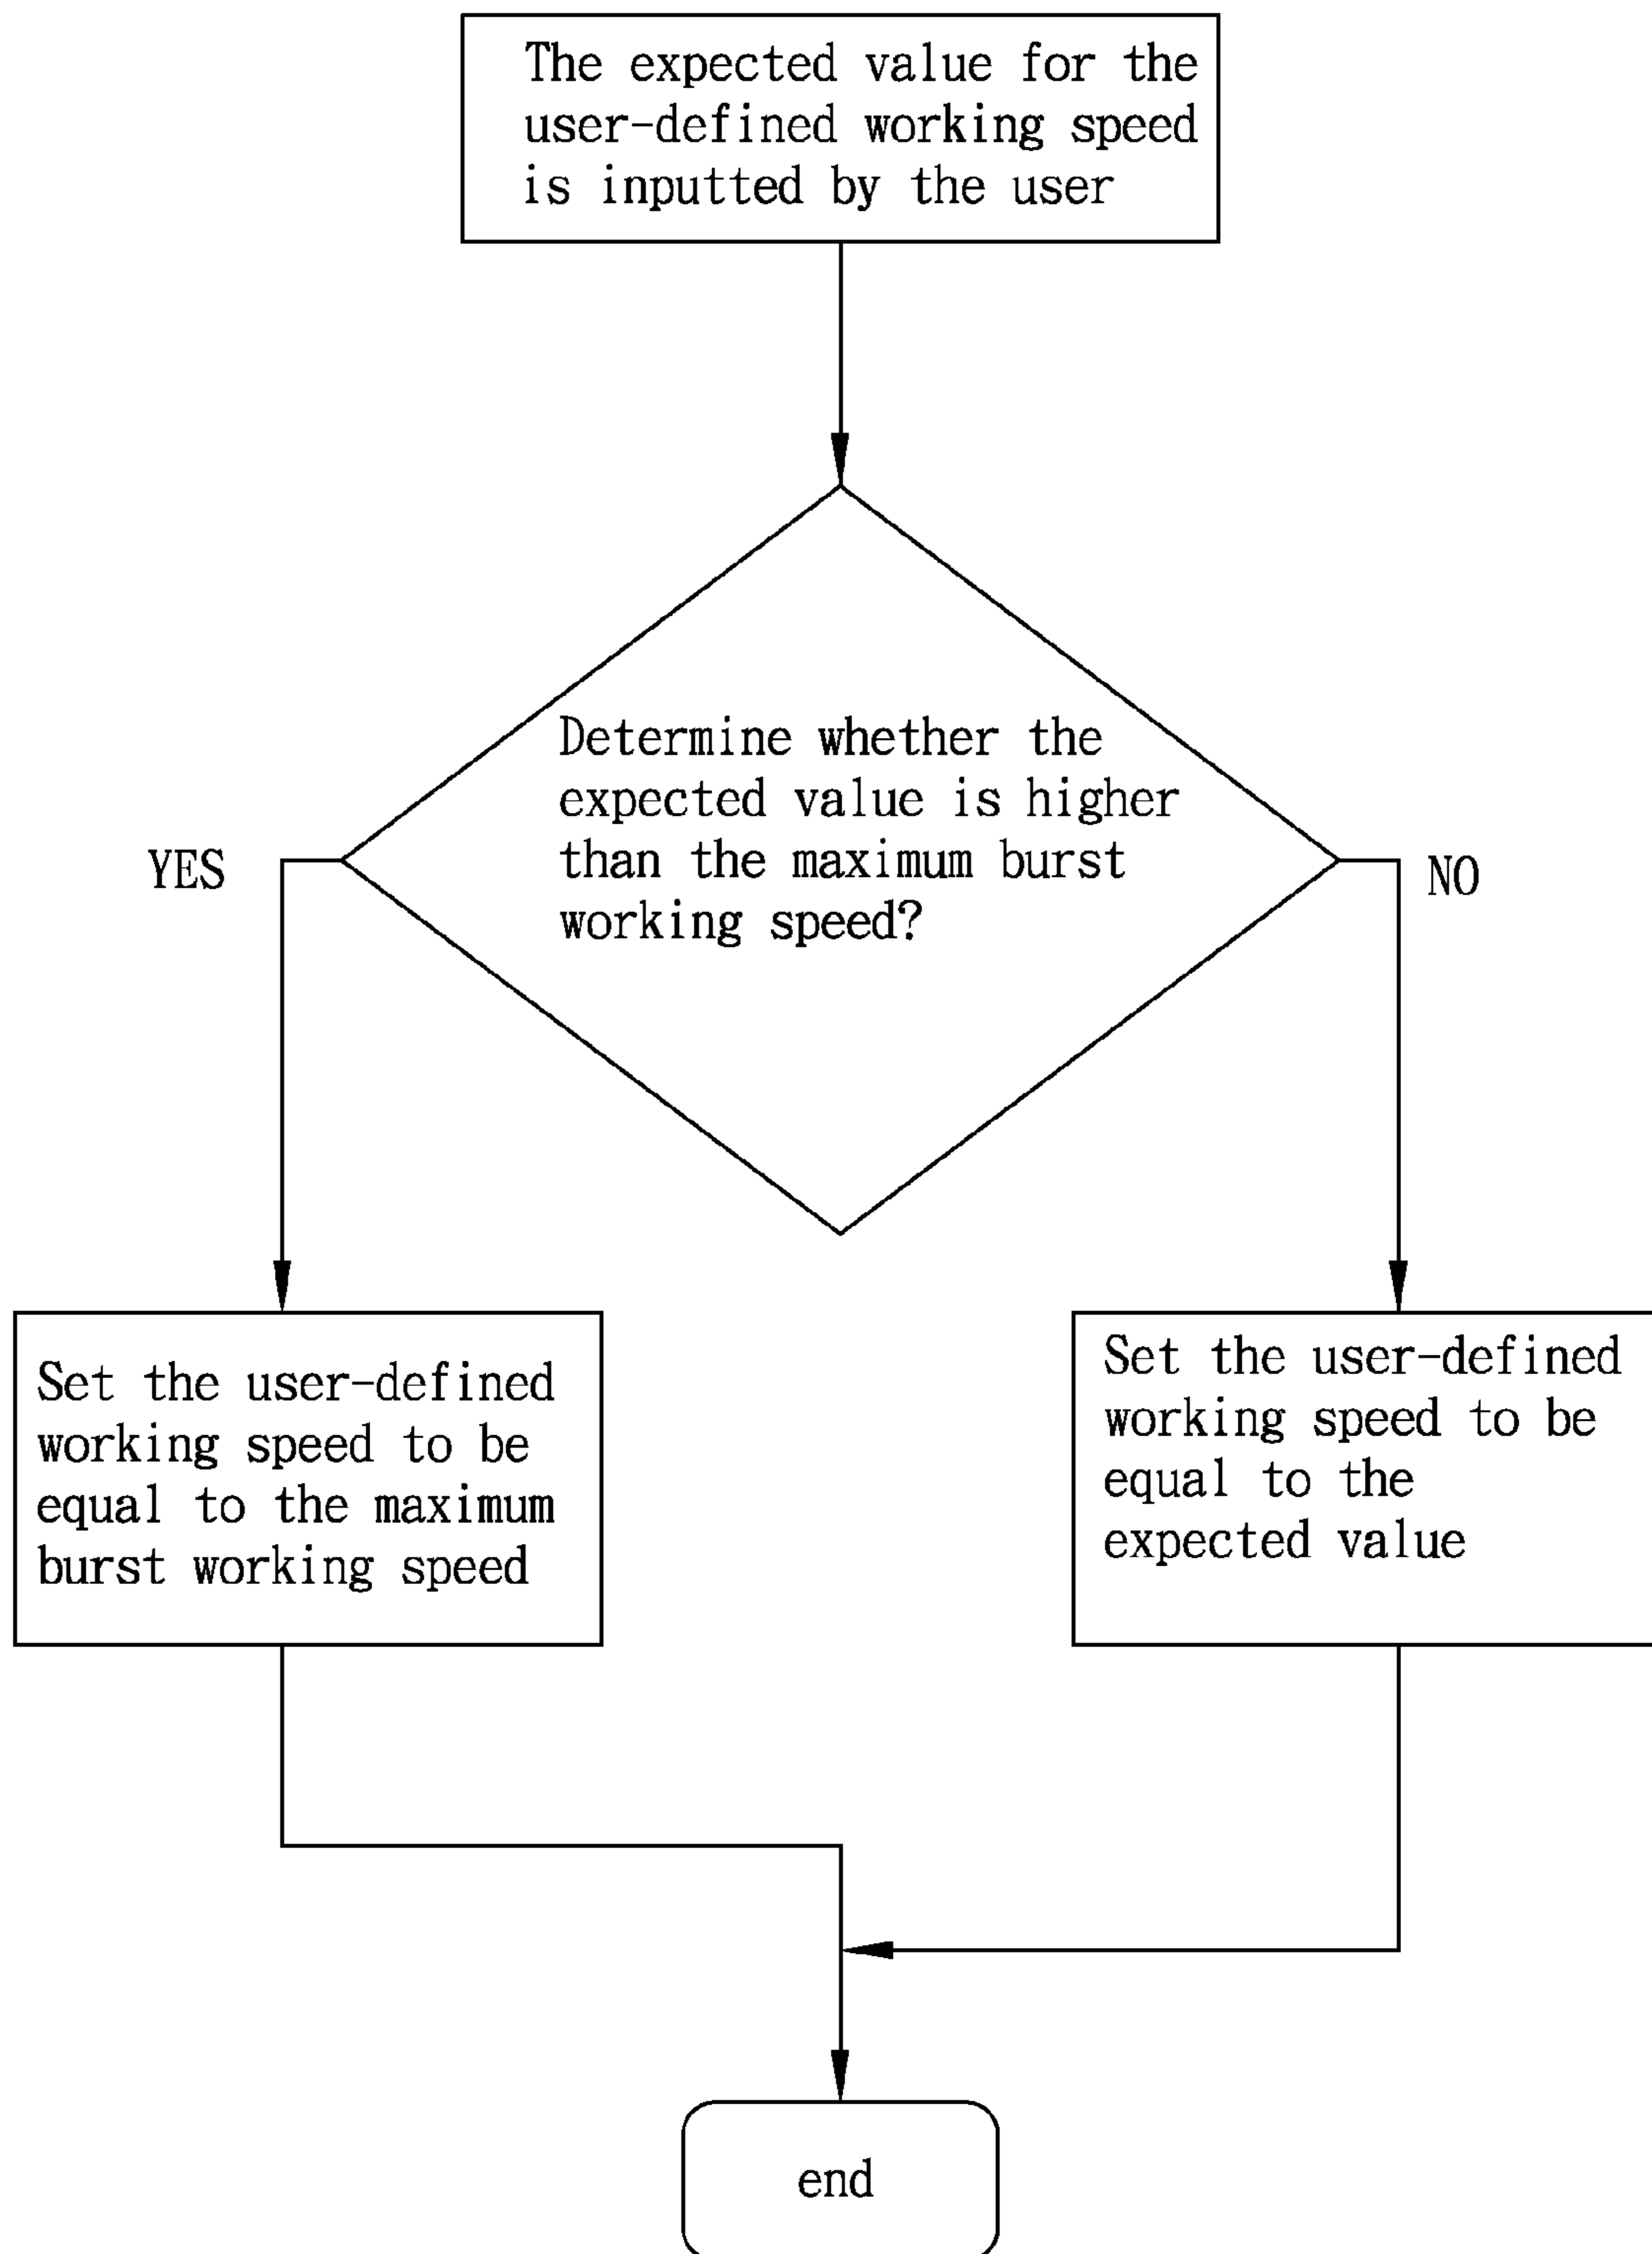 The expected value for the
user-defined working speed
is inputted by the user
Determine whether the
expected value is higher
than the maximum burst
working speed?
YES
NO
Set the user-defined
working speed to be
equal to the maximum
burst working speed
Set the user-defined
working speed to be
equal to the
expected value
end